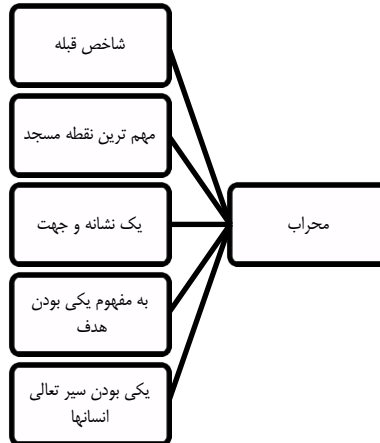 شاخص قبله
مهم ترین نقطه مسجد
یک نشانه و جهت
محراب
به مفهوم یکی بودن
هدف
یکی بودن سیر تعالی
انسانها